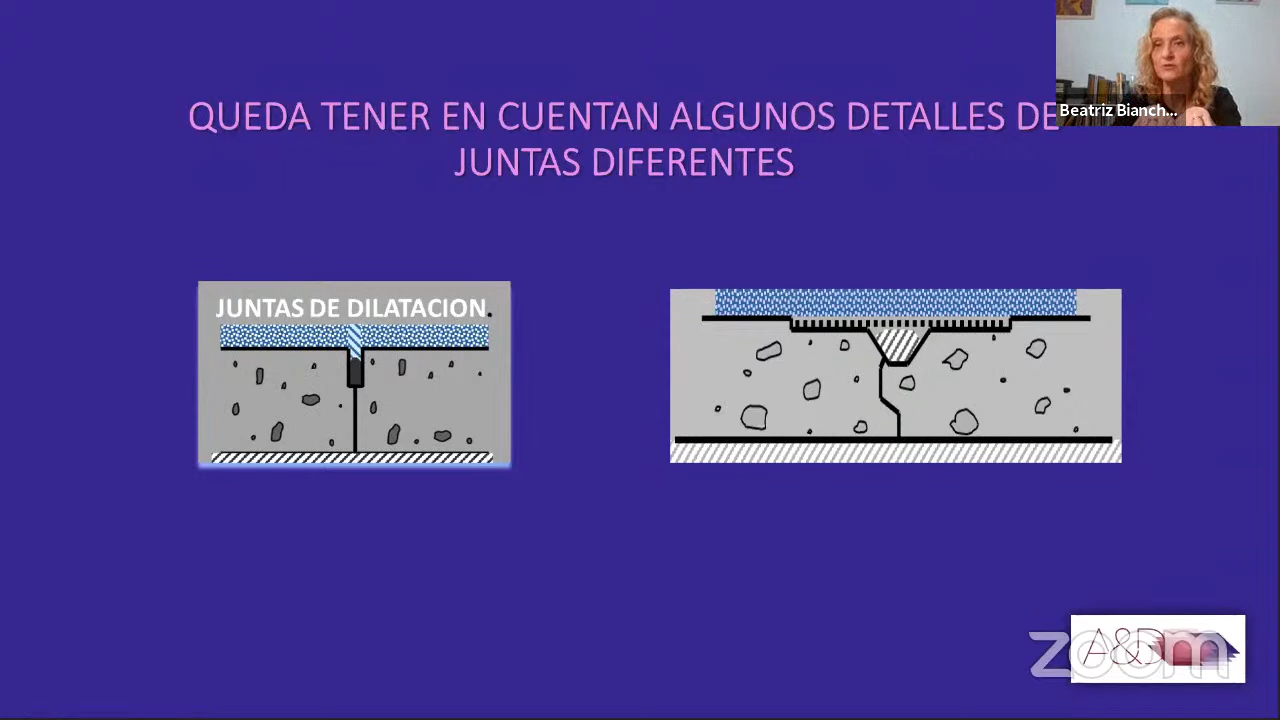 QUEDA TENER EN CUENTAN ALGUNOS DETALLES DE
JUNTAS DIFERENTES
Beatriz Bianch...
JUNTAS DE DILATACION.
A&D
zoom